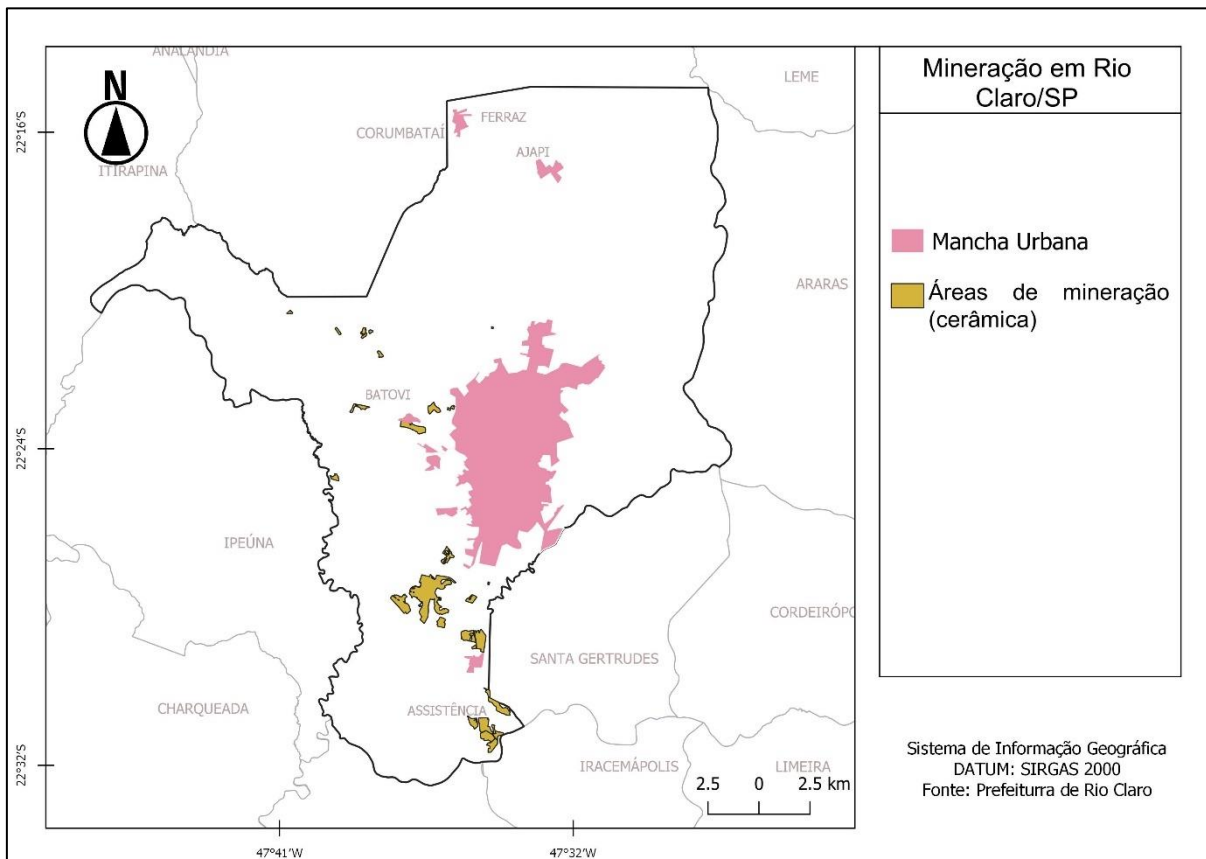 Mineração em Rio
Claro/SP
Mancha Urbana
Áreas de mineração
(cerâmica)
Sistema de Informação Geográfica
DATUM: SIRGAS 2000
Fonte: Prefeiturra de Rio Claro
N
ANALÂNDIA
LEME
CORUMBATAÍ
FERRAZ
AJAPI
ITIRAPINA
ARARAS
BATOVI
IPEÚNA
CORDEIRÓPO
SANTA GERTRUDES
CHARQUEADA
ASSISTÊNCIA
IRACEMÁPOLIS
LIMEIRA
2.5 0 2.5 km
22°16'S
22°24'S
22°32'S
47°41'W
47°32'W